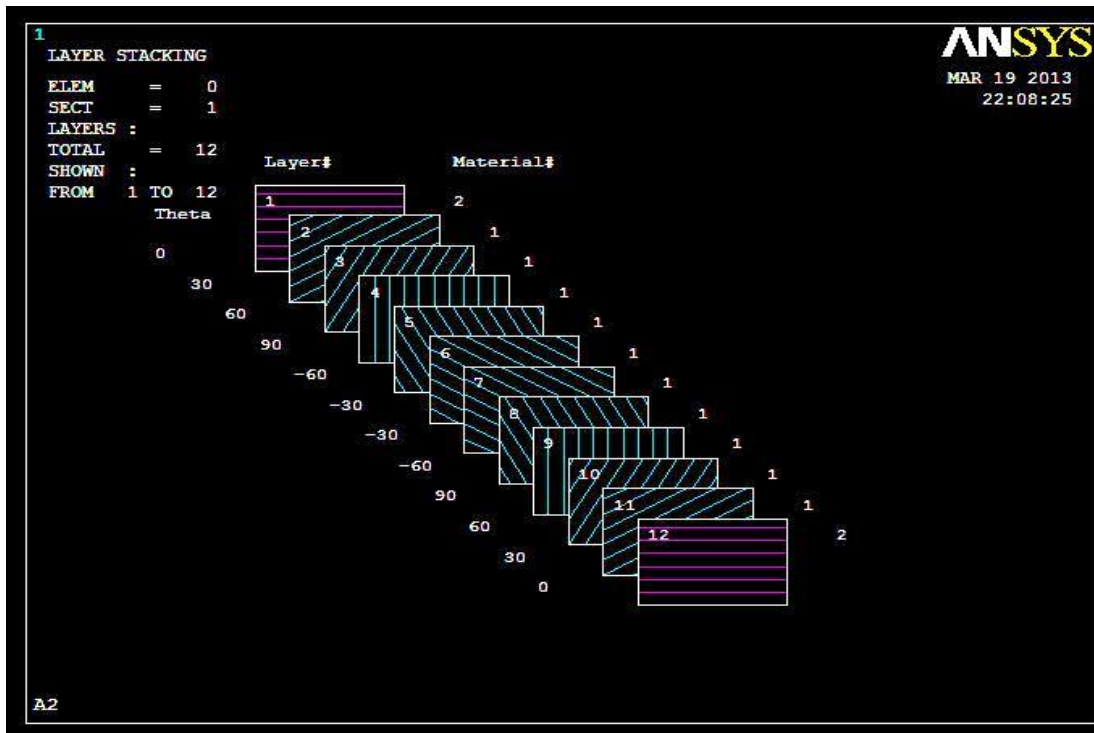 1
ANSYS
LAYER STACKING
MAR 19 2013
22:08:25
ELEM = 0
SECT = 1
LAYERS :
TOTAL = 12
SHOWN :
FROM 1 TO 12
Layer# Material#
Theta
1 2
0
2 1
30
3 1
60
4 1
90
5 1
-60
6 1
-30
7 1
-30
8 1
-60
9 1
90
10 1
60
11 1
30
12 2
0
A2